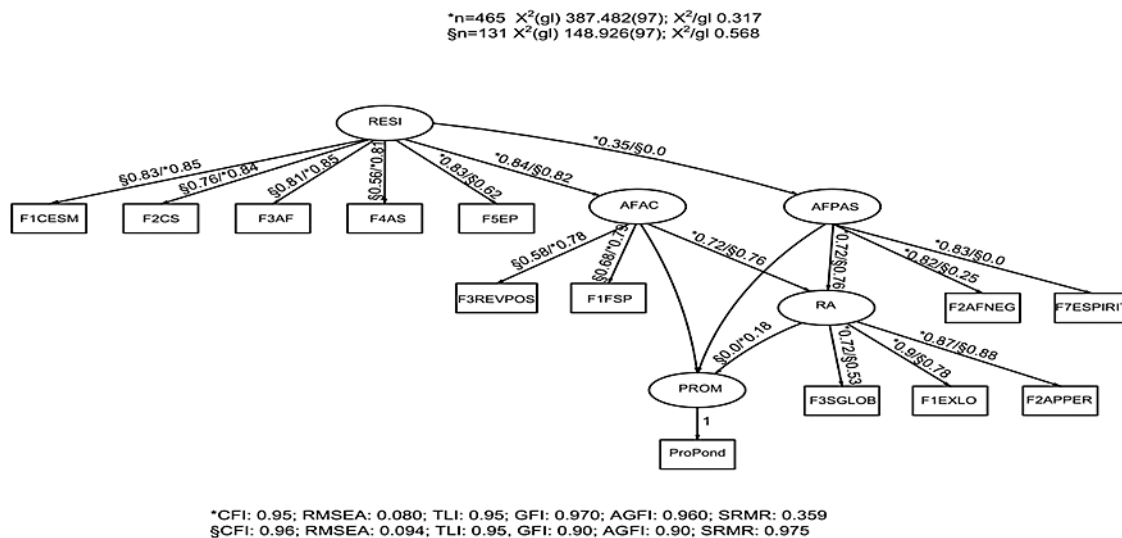 *n=465 X²(gl) 387.482(97); X²/gl 0.317
§n=131 X²(gl) 148.926(97); X²/gl 0.568
RESI
*0.35/§0.0
§0.83/*0.85
§0.76/*0.84
§0.81/*0.85
§0.56/*0.81
*0.83/§0.62
*0.84/§0.82
F1CESM
F2CS
F3AF
F4AS
F5EP
AFAC
AFPAS
§0.58/*0.78
§0.69/*0.79
*0.72/§0.76
*0.72/§0.76
*0.82/§0.25
*0.83/§0.0
F3REVPOS
F1FSP
RA
F2AFNEG
F7ESPIRIT
§0.0/*0.18
*0.72/§0.53
*0.9/§0.78
*0.87/§0.88
PROM
F3SGLOB
F1EXLO
F2APPER
1
ProPond
*CFI: 0.95; RMSEA: 0.080; TLI: 0.95; GFI: 0.970; AGFI: 0.960; SRMR: 0.359
§CFI: 0.96; RMSEA: 0.094; TLI: 0.95, GFI: 0.90; AGFI: 0.90; SRMR: 0.975